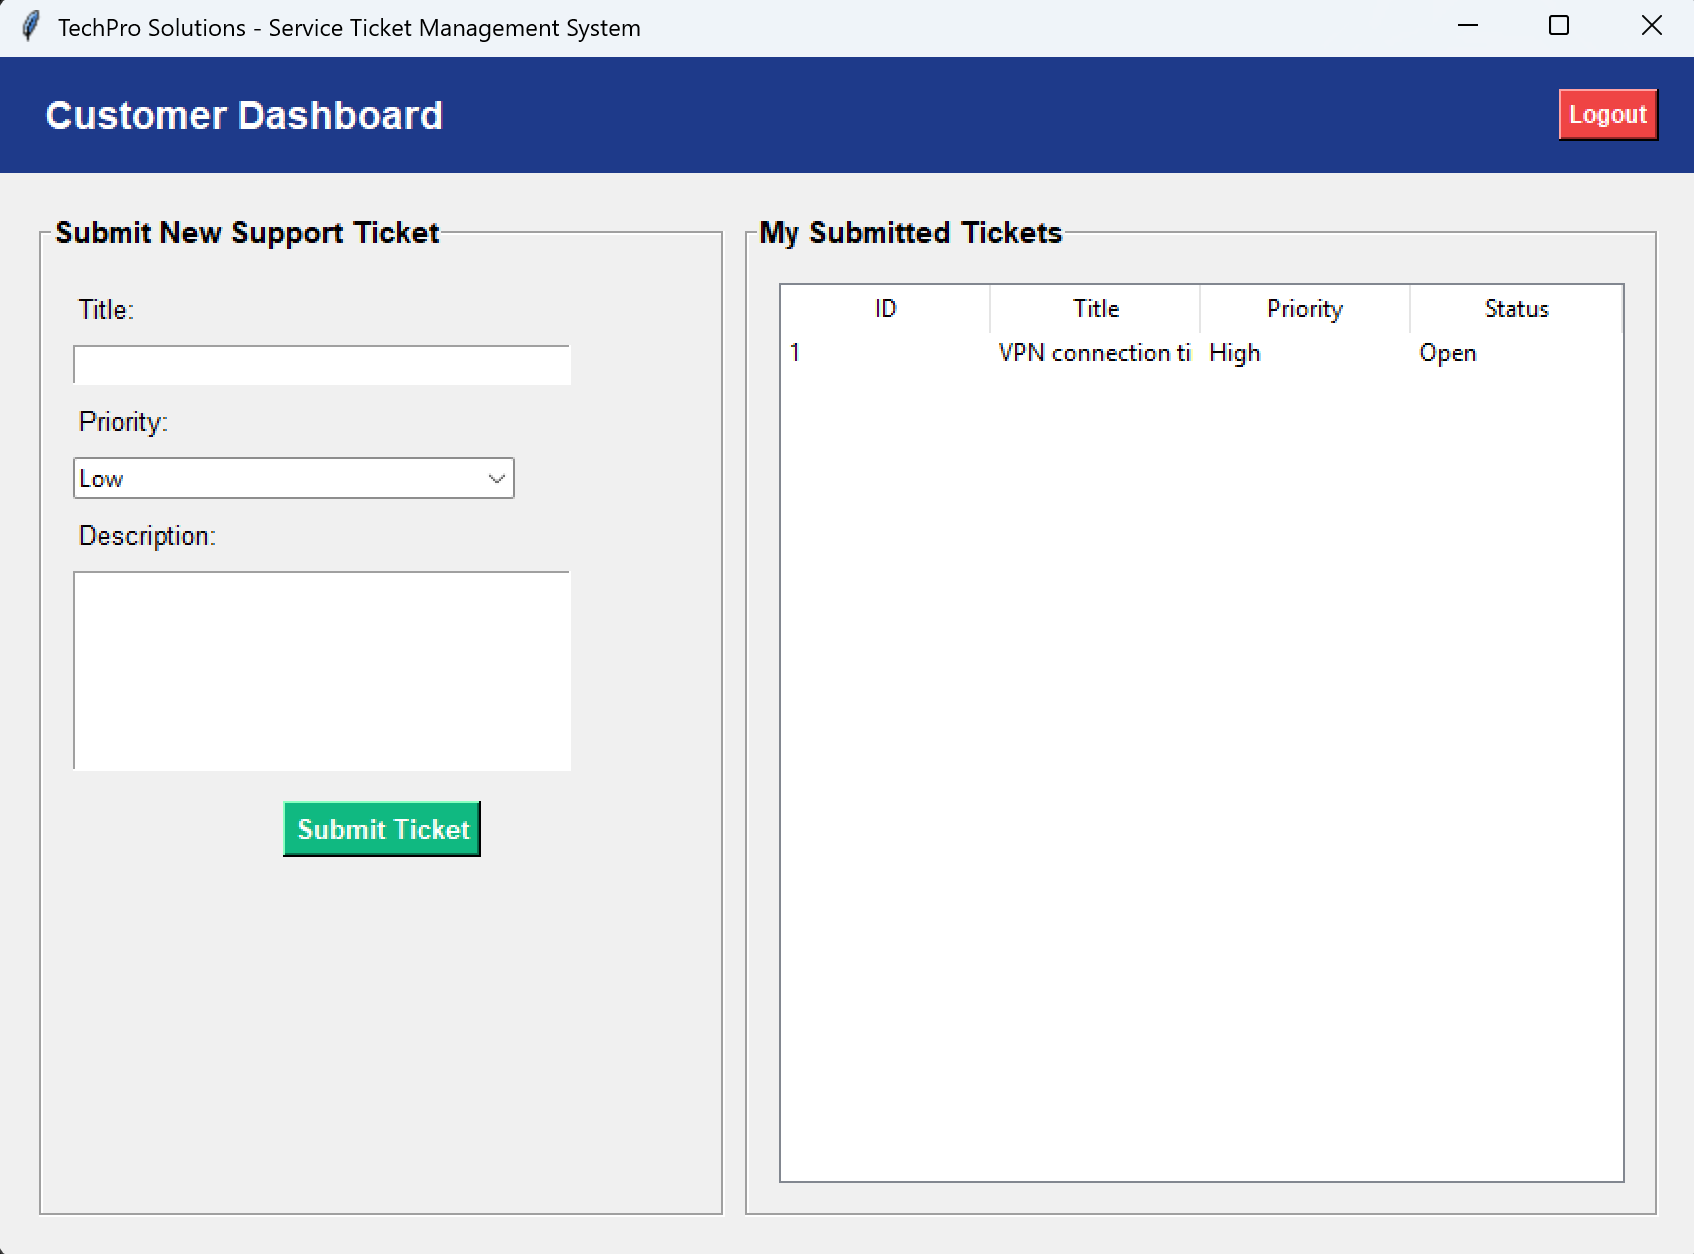 TechPro Solutions - Service Ticket Management System
Customer Dashboard
Logout
Submit New Support Ticket
Title:
Priority:
Low
Description:
Submit Ticket
My Submitted Tickets
ID Title Priority Status
1 VPN connection ti High Open